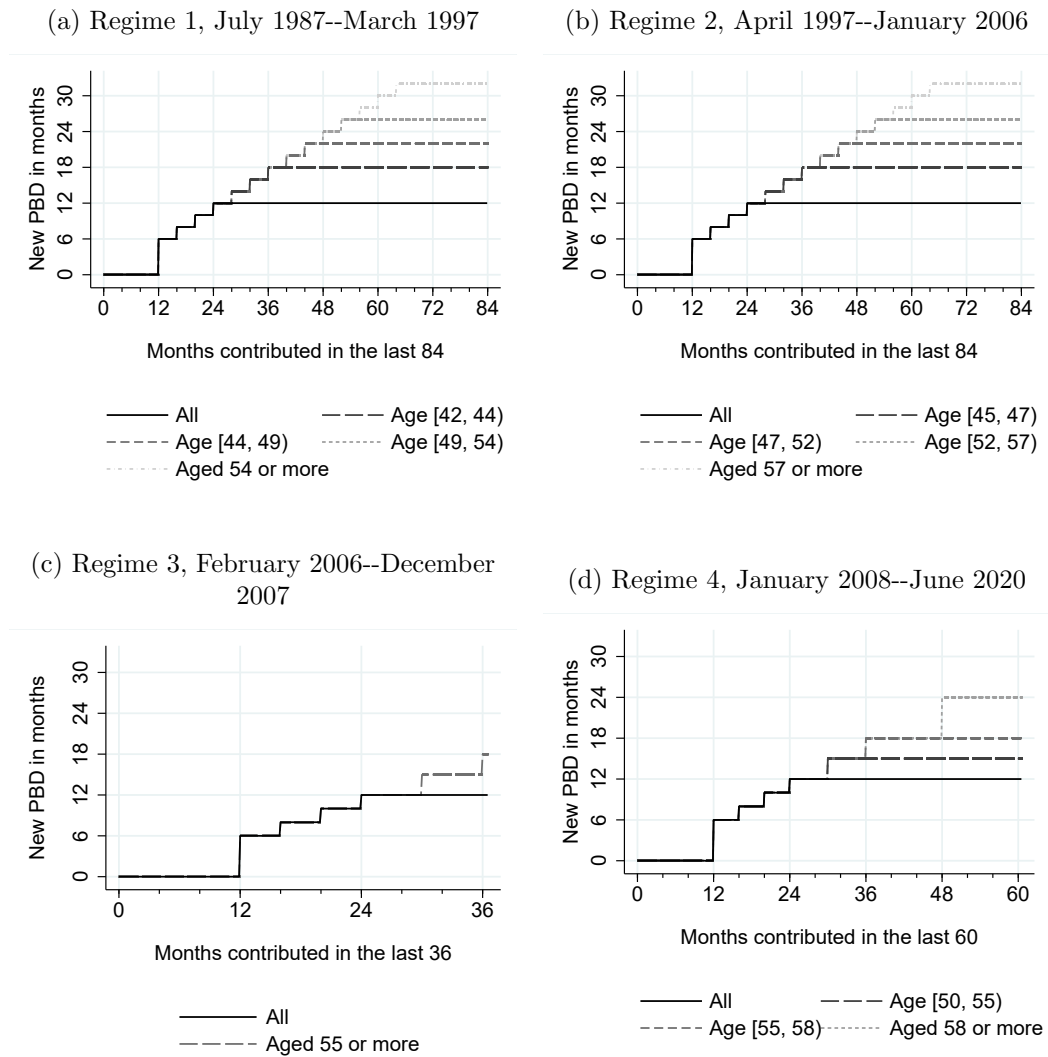 (a) Regime 1, July 1987--March 1997
New PBD in months
30
24
18
12
6
0
0 12 24 36 48 60 72 84
Months contributed in the last 84
All Age [42, 44)
Age [44, 49) Age [49, 54)
Aged 54 or more
(b) Regime 2, April 1997--January 2006
New PBD in months
30
24
18
12
6
0
0 12 24 36 48 60 72 84
Months contributed in the last 84
All Age [45, 47)
Age [47, 52) Age [52, 57)
Aged 57 or more
(c) Regime 3, February 2006--December
2007
New PBD in months
30
24
18
12
6
0
0 12 24 36
Months contributed in the last 36
All
Aged 55 or more
(d) Regime 4, January 2008--June 2020
New PBD in months
30
24
18
12
6
0
0 12 24 36 48 60
Months contributed in the last 60
All Age [50, 55)
Age [55, 58) Aged 58 or more